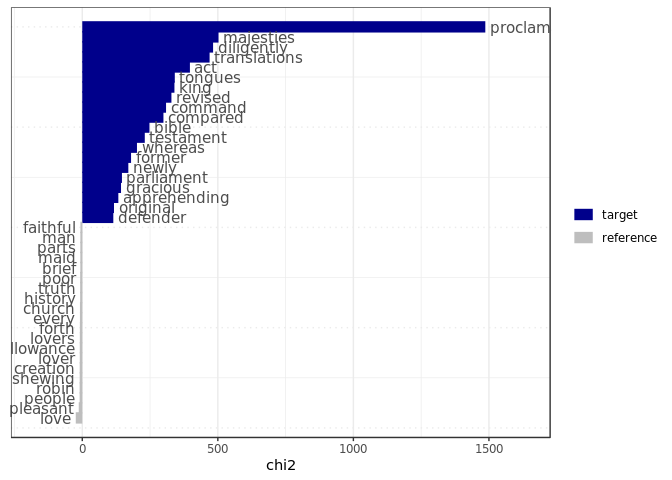 proclam
majesties
diligently
translations
act
tongues
king
revised
command
compared
bible
testament
whereas
former
newly
parliament
gracious
apprehending
original
defender
faithful
man
parts
maid
brief
poor
truth
history
church
every
forth
lovers
llowance
lover
creation
shewing
robin
people
pleasant
love
target
reference
0 500 1000 1500
chi2